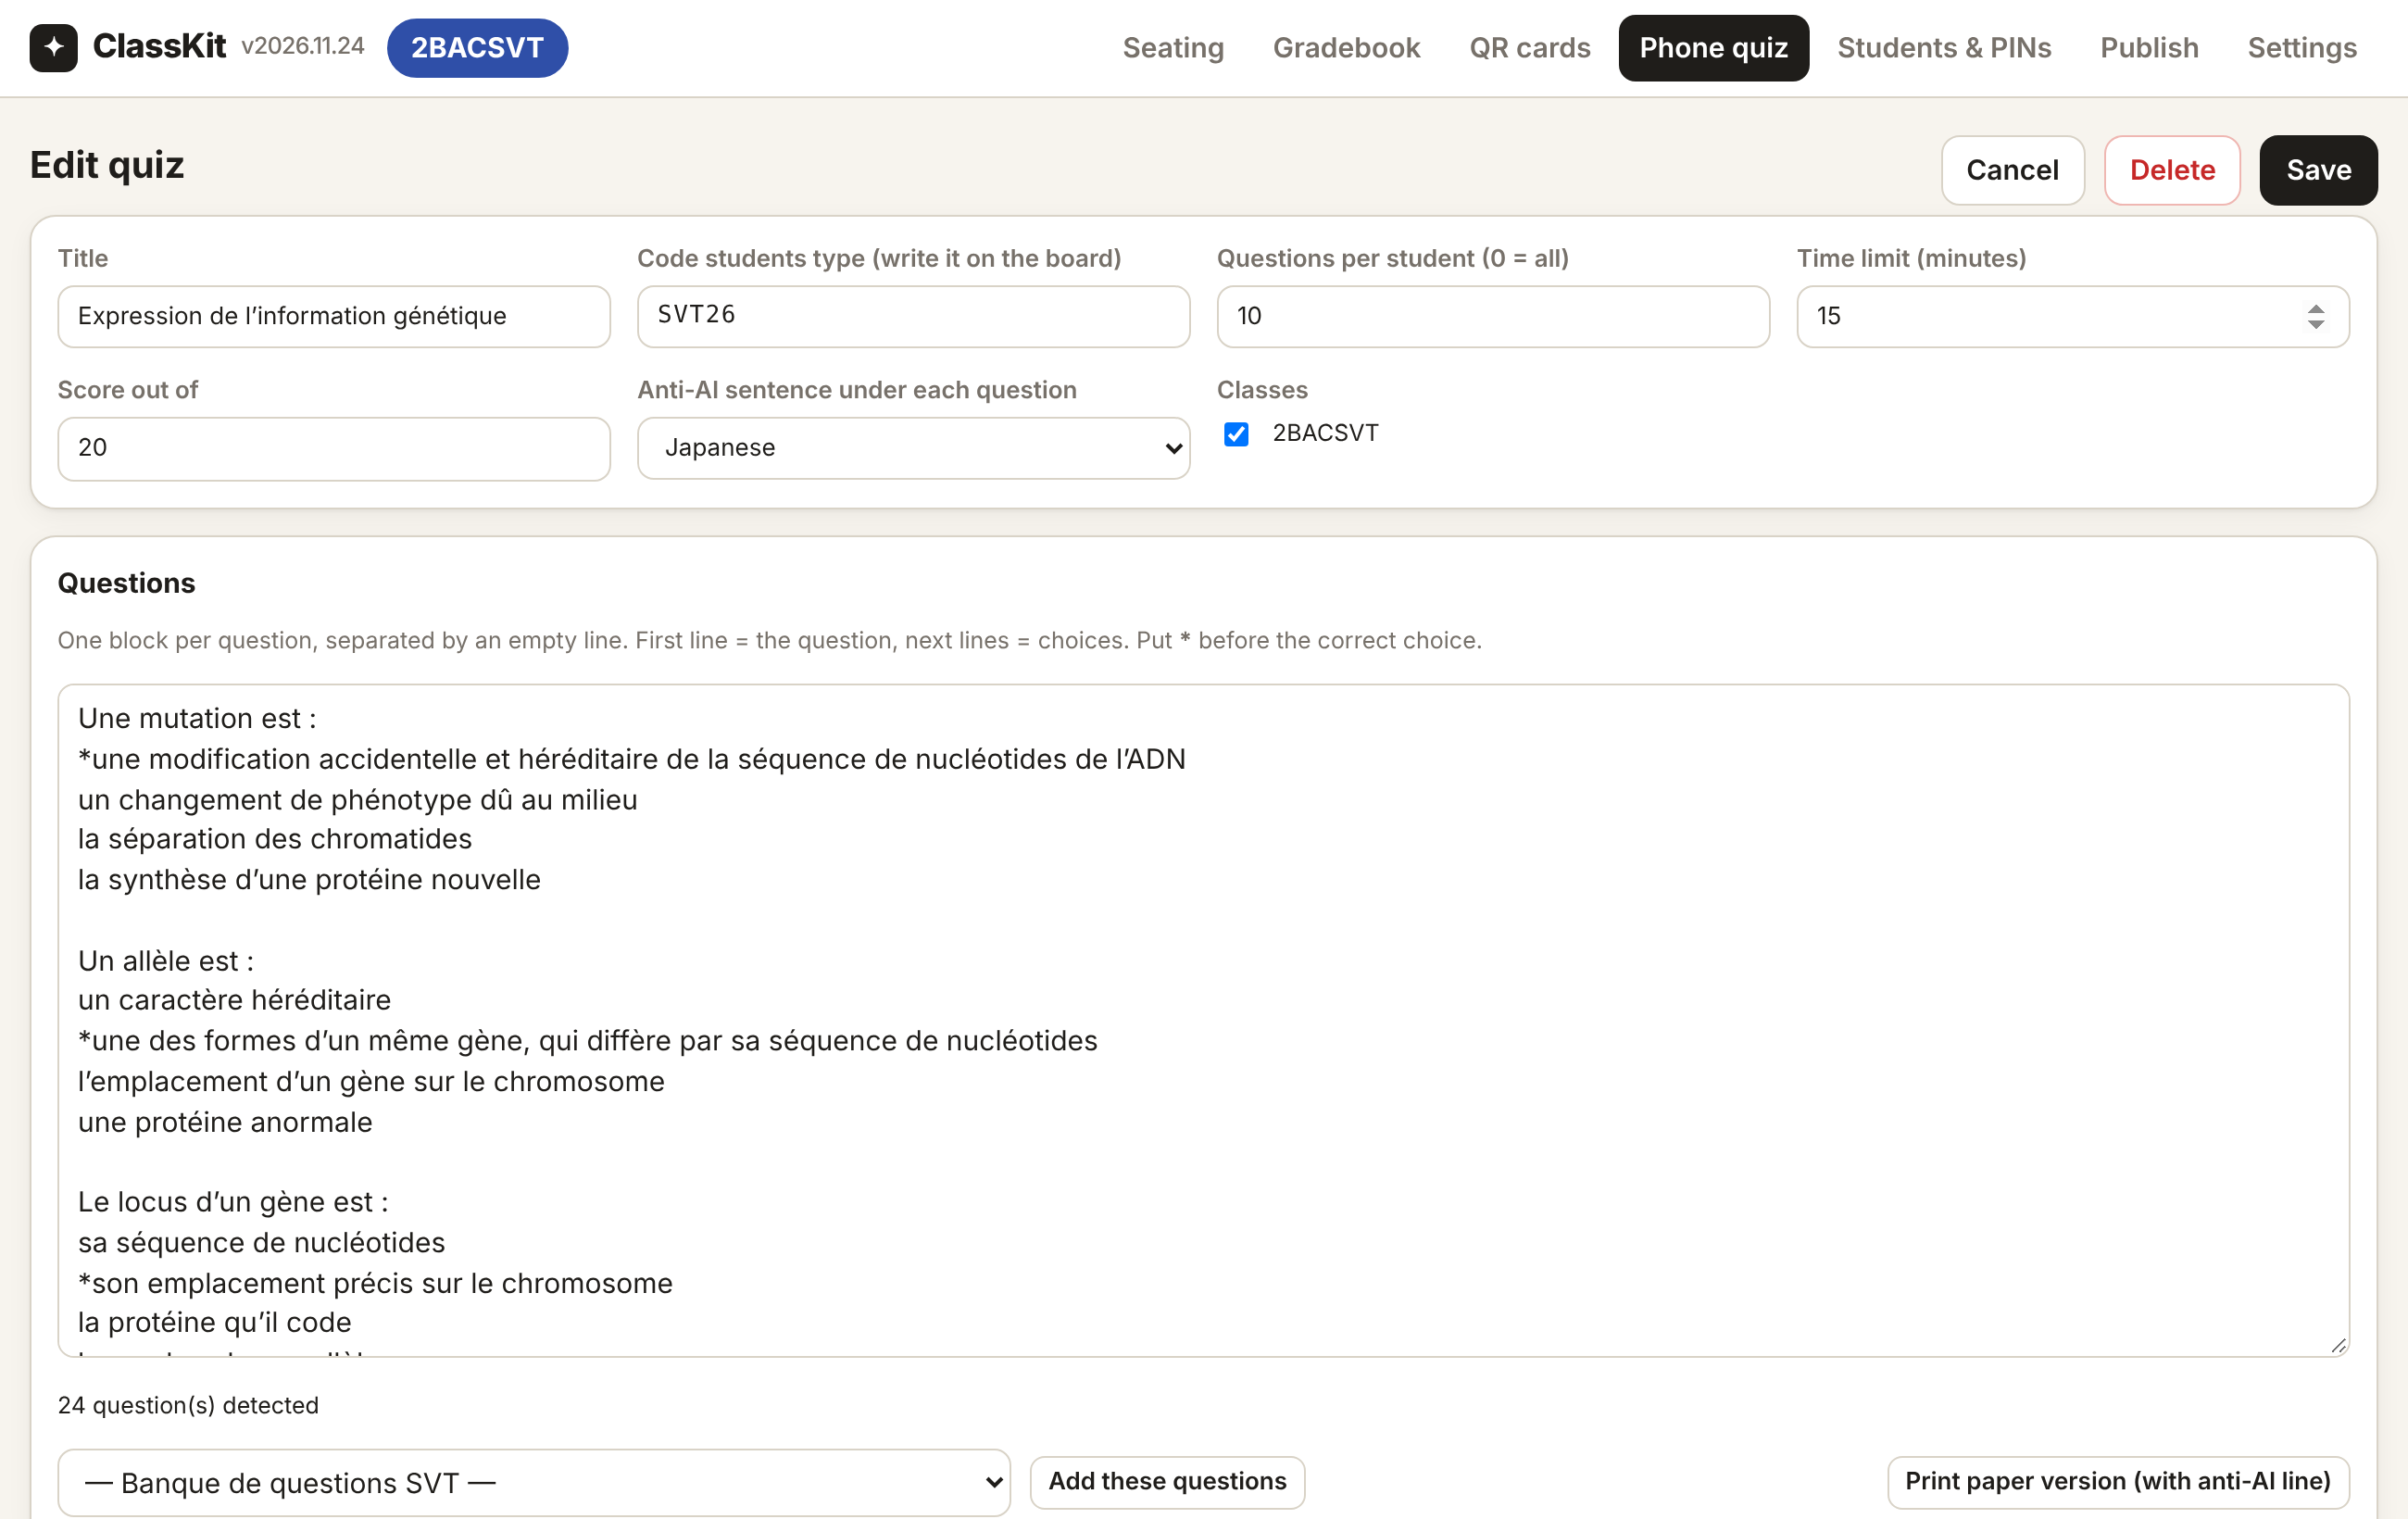 ClassKit v2026.11.24 2BACSVT Seating Gradebook QR cards Phone quiz Students & PINs Publish Settings
Edit quiz Cancel Delete Save
Title Code students type (write it on the board) Questions per student (0 = all) Time limit (minutes)
Expression de l’information génétique SVT26 10 15
Score out of Anti-AI sentence under each question Classes
20 Japanese 2BACSVT
Questions
One block per question, separated by an empty line. First line = the question, next lines = choices. Put * before the correct choice.
Une mutation est :
*une modification accidentelle et héréditaire de la séquence de nucléotides de l’ADN
un changement de phénotype dû au milieu
la séparation des chromatides
la synthèse d’une protéine nouvelle
Un allèle est :
un caractère héréditaire
*une des formes d’un même gène, qui diffère par sa séquence de nucléotides
l’emplacement d’un gène sur le chromosome
une protéine anormale
Le locus d’un gène est :
sa séquence de nucléotides
*son emplacement précis sur le chromosome
la protéine qu’il code
24 question(s) detected
— Banque de questions SVT — Add these questions Print paper version (with anti-AI line)